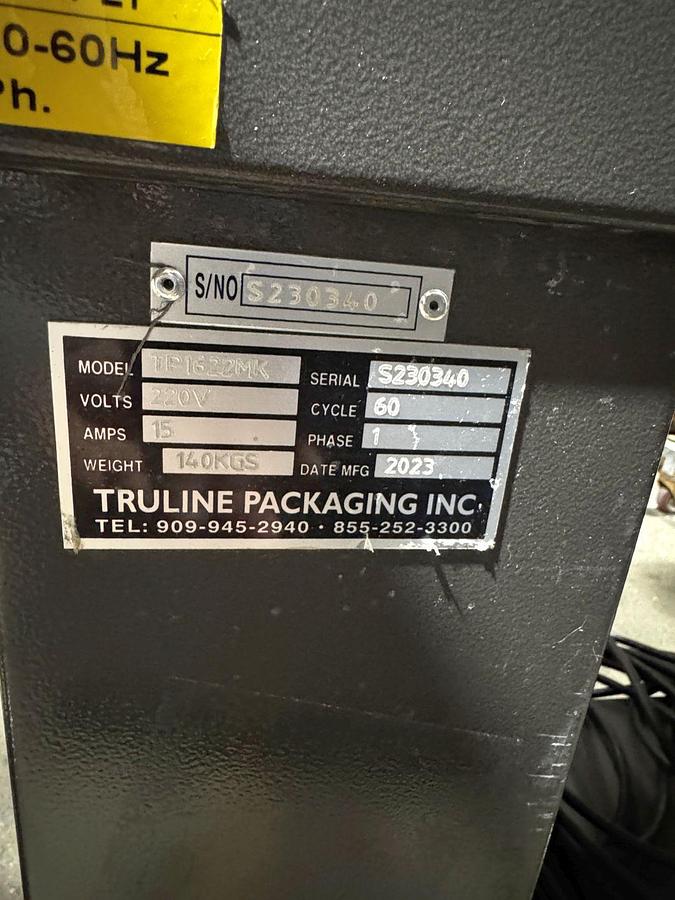 0-60Hz
Ph.
S/NO S230340
MODEL TP1622MK
VOLTS 220V
AMPS 15
WEIGHT 140KGS
SERIAL S230340
CYCLE 60
PHASE 1
DATE MFG 2023
TRULINE PACKAGING INC.
TEL: 909-945-2940 · 855-252-3300